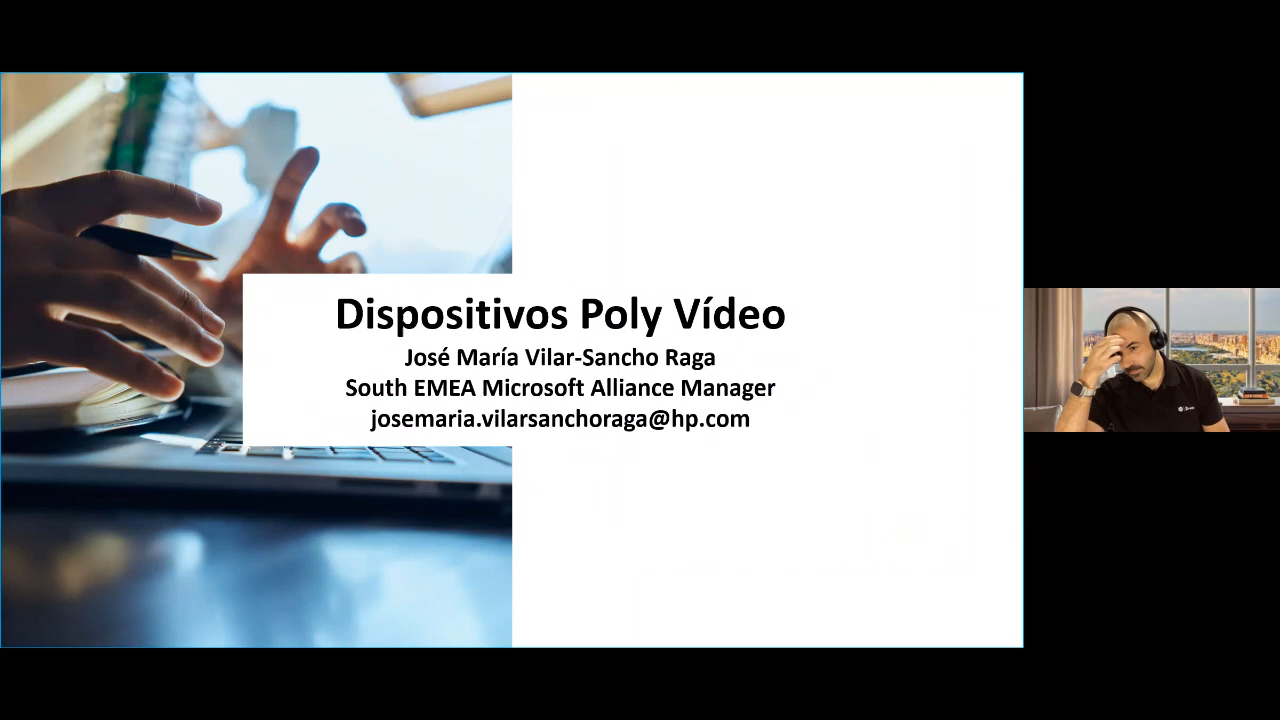 Dispositivos Poly Vídeo
José María Vilar-Sancho Raga
South EMEA Microsoft Alliance Manager
josemaria.vilarsanchoraga@hp.com